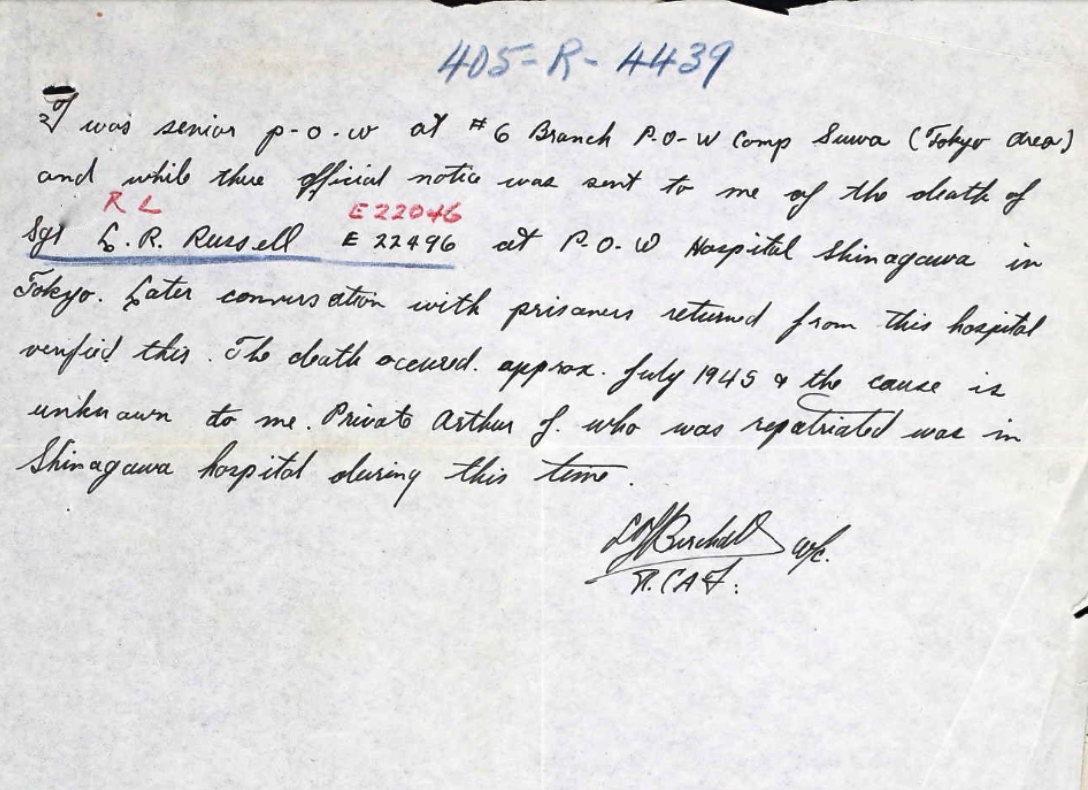 405-R-4439
I was senior p-o-w at #6 Branch P.O-W Camp Suwa (Tokyo area)
and while there official notice was sent to me of the death of
R L E22046
Sgt L.R. Russell E 22496 at P.O.W Hospital Shinagawa in
Tokyo. Later conversation with prisoners returned from this hospital
verified this. The death occured. approx. July 1945 & the cause is
unknown to me. Private Arthur J. who was repatriated was in
Shinagawa hospital during this time.
Birchall W/C.
R.C.A.F.